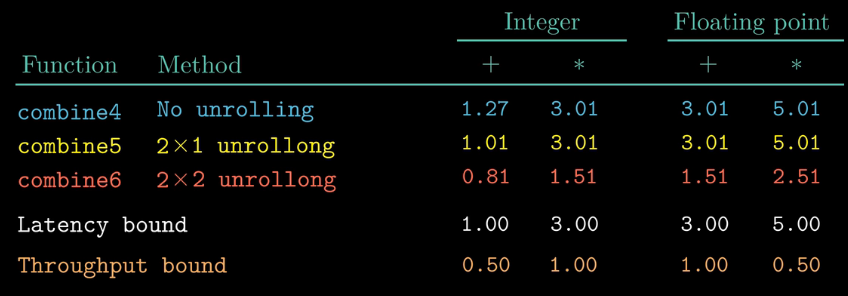 Integer Floating point
Function Method + * + *
combine4 No unrolling 1.27 3.01 3.01 5.01
combine5 2×1 unrollong 1.01 3.01 3.01 5.01
combine6 2×2 unrollong 0.81 1.51 1.51 2.51
Latency bound 1.00 3.00 3.00 5.00
Throughput bound 0.50 1.00 1.00 0.50